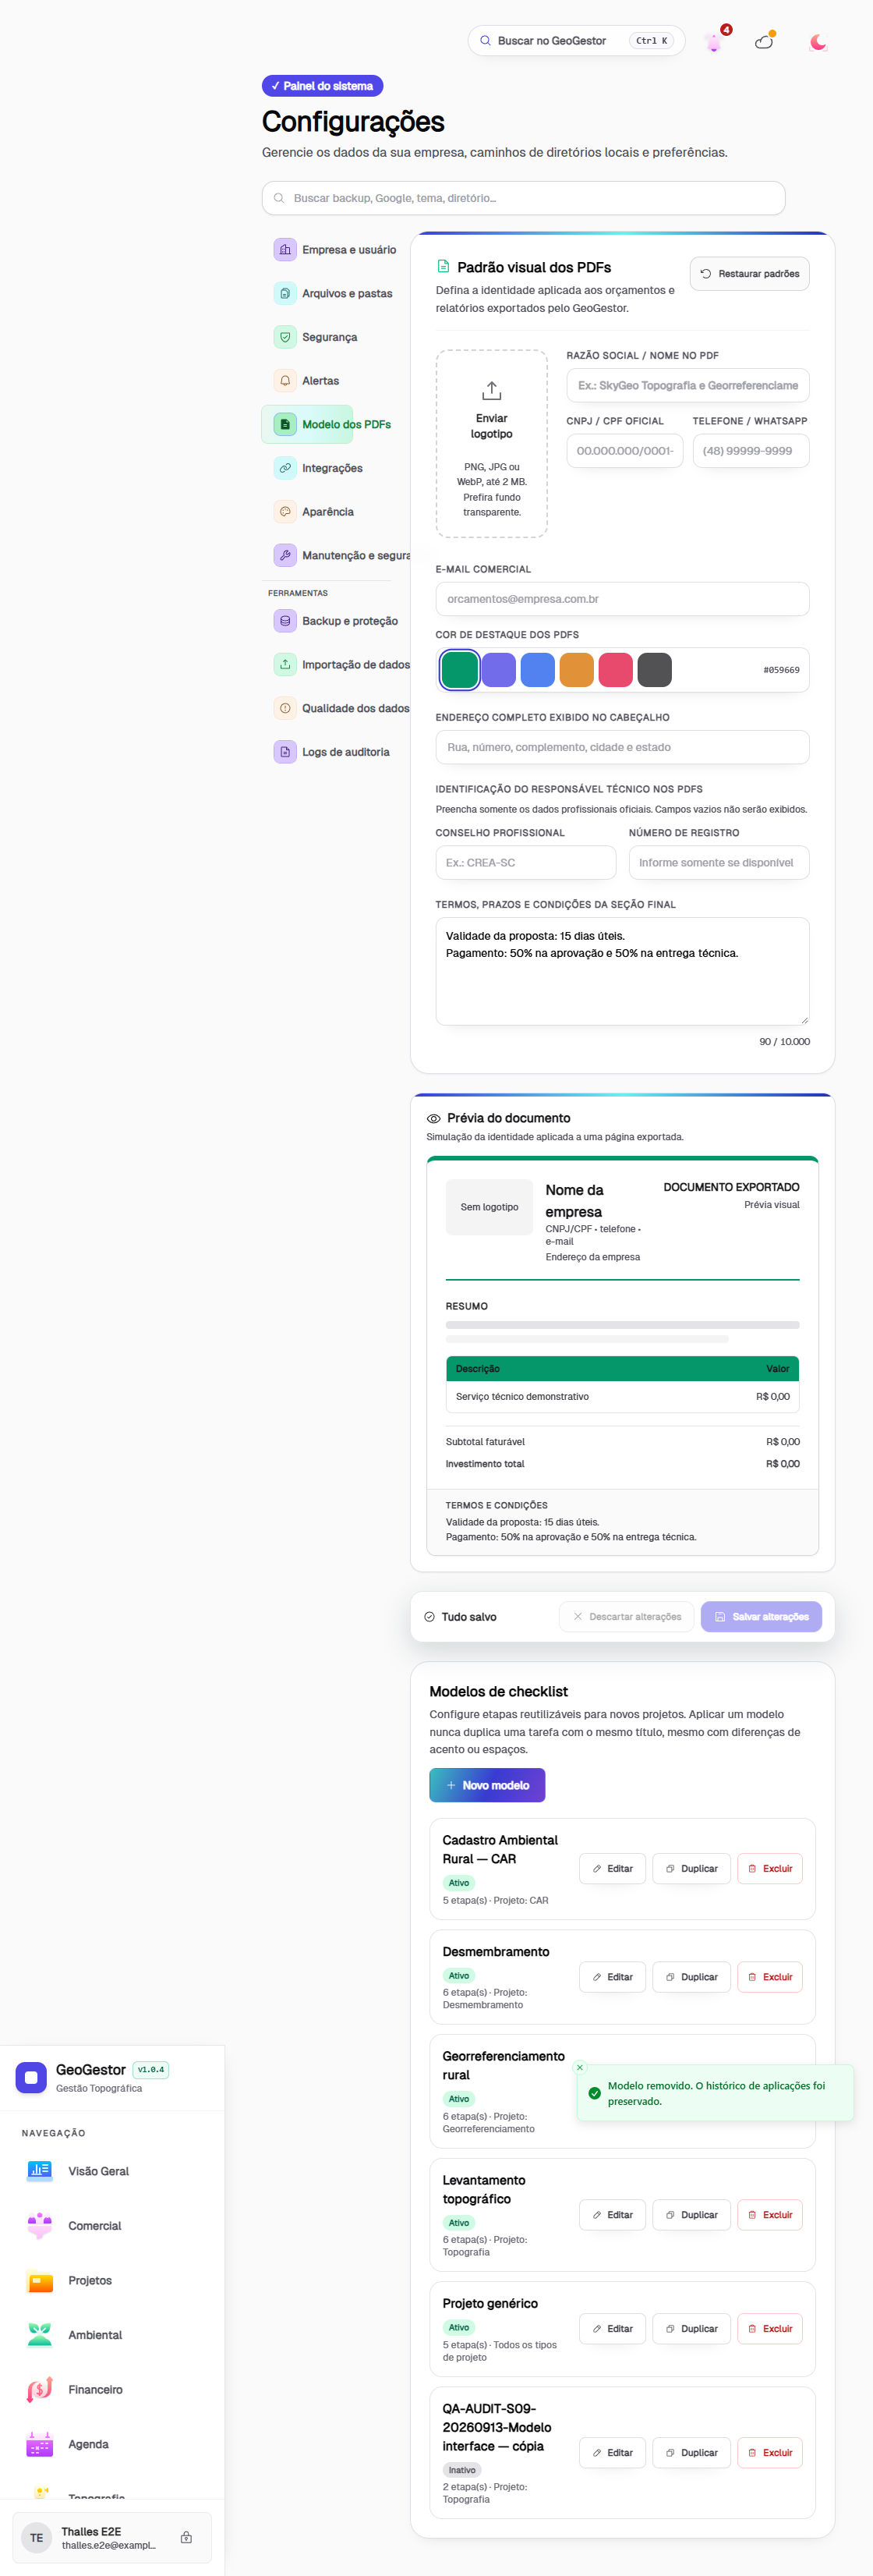 Buscar no GeoGestor
Ctrl K
4
✓ Painel do sistema
Configurações
Gerencie os dados da sua empresa, caminhos de diretórios locais e preferências.
Buscar backup, Google, tema, diretório...
Empresa e usuário
Arquivos e pastas
Segurança
Alertas
Modelo dos PDFs
Integrações
Aparência
Manutenção e segura
FERRAMENTAS
Backup e proteção
Importação de dados
Qualidade dos dados
Logs de auditoria
Padrão visual dos PDFs
Defina a identidade aplicada aos orçamentos e
relatórios exportados pelo GeoGestor.
Restaurar padrões
Enviar
logotipo
PNG, JPG ou
WebP, até 2 MB.
Prefira fundo
transparente.
RAZÃO SOCIAL / NOME NO PDF
Ex.: SkyGeo Topografia e Georreferenciame
CNPJ / CPF OFICIAL
TELEFONE / WHATSAPP
00.000.000/0001-
(48) 99999-9999
E-MAIL COMERCIAL
orcamentos@empresa.com.br
COR DE DESTAQUE DOS PDFS
#059669
ENDEREÇO COMPLETO EXIBIDO NO CABEÇALHO
Rua, número, complemento, cidade e estado
IDENTIFICAÇÃO DO RESPONSÁVEL TÉCNICO NOS PDFS
Preencha somente os dados profissionais oficiais. Campos vazios não serão exibidos.
CONSELHO PROFISSIONAL
NÚMERO DE REGISTRO
Ex.: CREA-SC
Informe somente se disponível
TERMOS, PRAZOS E CONDIÇÕES DA SEÇÃO FINAL
Validade da proposta: 15 dias úteis.
Pagamento: 50% na aprovação e 50% na entrega técnica.
90 / 10.000
Prévia do documento
Simulação da identidade aplicada a uma página exportada.
Sem logotipo
Nome da
empresa
CNPJ/CPF • telefone •
e-mail
Endereço da empresa
DOCUMENTO EXPORTADO
Prévia visual
RESUMO
Descrição
Valor
Serviço técnico demonstrativo
R$ 0,00
Subtotal faturável
R$ 0,00
Investimento total
R$ 0,00
TERMOS E CONDIÇÕES
Validade da proposta: 15 dias úteis.
Pagamento: 50% na aprovação e 50% na entrega técnica.
Tudo salvo
Descartar alterações
Salvar alterações
Modelos de checklist
Configure etapas reutilizáveis para novos projetos. Aplicar um modelo
nunca duplica uma tarefa com o mesmo título, mesmo com diferenças de
acento ou espaços.
Novo modelo
Cadastro Ambiental
Rural — CAR
Ativo
5 etapa(s) · Projeto: CAR
Editar
Duplicar
Excluir
Desmembramento
Ativo
6 etapa(s) · Projeto:
Desmembramento
Editar
Duplicar
Excluir
Georreferenciamento
rural
Ativo
6 etapa(s) · Projeto:
Georreferenciamento
Modelo removido. O histórico de aplicações foi
preservado.
Levantamento
topográfico
Ativo
6 etapa(s) · Projeto:
Topografia
Editar
Duplicar
Excluir
Projeto genérico
Ativo
5 etapa(s) · Todos os tipos
de projeto
Editar
Duplicar
Excluir
QA-AUDIT-S09-
20260913-Modelo
interface — cópia
Inativo
2 etapa(s) · Projeto:
Topografia
Editar
Duplicar
Excluir
GeoGestor
v1.0.4
Gestão Topográfica
NAVEGAÇÃO
Visão Geral
Comercial
Projetos
Ambiental
Financeiro
Agenda
Topografia
TE
Thalles E2E
thalles.e2e@exampl...